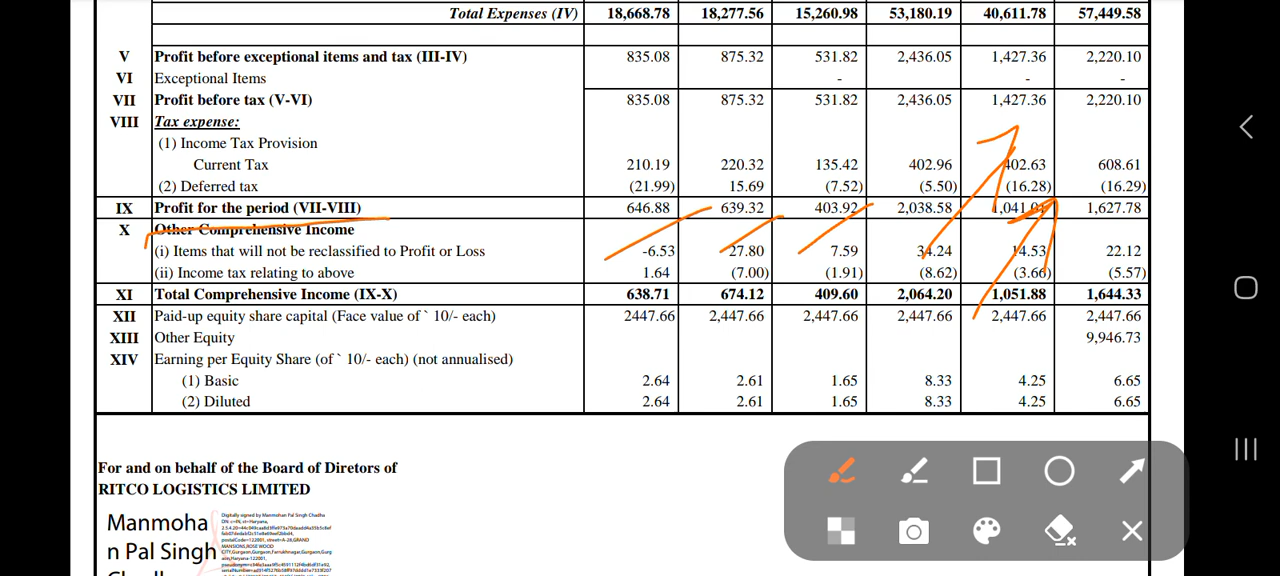 Total Expenses (IV) 18,668.78 18,277.56 15,260.98 53,180.19 40,611.78 57,449.58
V Profit before exceptional items and tax (III-IV) 835.08 875.32 531.82 2,436.05 1,427.36 2,220.10
VI Exceptional Items - - -
VII Profit before tax (V-VI) 835.08 875.32 531.82 2,436.05 1,427.36 2,220.10
VIII Tax expense:
(1) Income Tax Provision
Current Tax 210.19 220.32 135.42 402.96 402.63 608.61
(2) Deferred tax (21.99) 15.69 (7.52) (5.50) (16.28) (16.29)
IX Profit for the period (VII-VIII) 646.88 639.32 403.92 2,038.58 1,627.78
X Other Comprehensive Income
(i) Items that will not be reclassified to Profit or Loss -6.53 27.80 7.59 34.24 14.53 22.12
(ii) Income tax relating to above 1.64 (7.00) (1.91) (8.62) (3.66) (5.57)
XI Total Comprehensive Income (IX-X) 638.71 674.12 409.60 2,064.20 1,051.88 1,644.33
XII Paid-up equity share capital (Face value of ` 10/- each) 2447.66 2,447.66 2,447.66 2,447.66 2,447.66 2,447.66
XIII Other Equity 9,946.73
XIV Earning per Equity Share (of ` 10/- each) (not annualised)
(1) Basic 2.64 2.61 1.65 8.33 4.25 6.65
(2) Diluted 2.64 2.61 1.65 8.33 4.25 6.65
For and on behalf of the Board of Diretors of
RITCO LOGISTICS LIMITED
Manmoha
n Pal Singh
Digitally signed by Manmohan Pal Singh Chadha